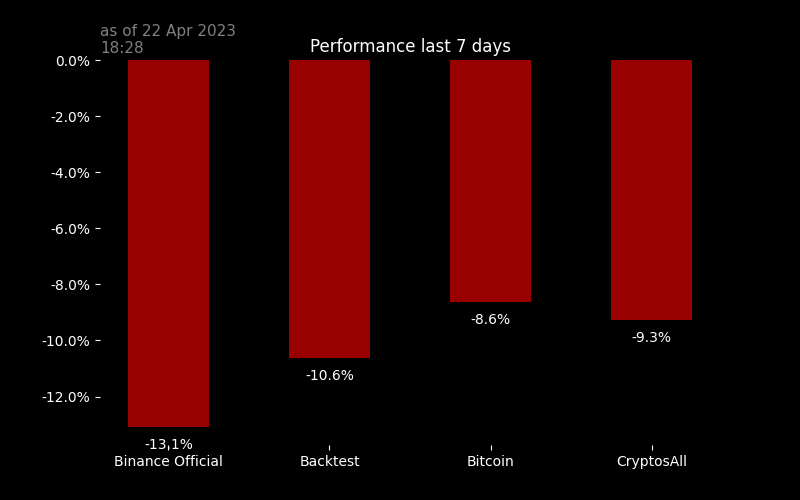 as of 22 Apr 2023
18:28
Performance last 7 days
0.0%
-2.0%
-4.0%
-6.0%
-8.0%
-10.0%
-12.0%
-13.1%
-10.6%
-8.6%
-9.3%
Binance Official
Backtest
Bitcoin
CryptosAll